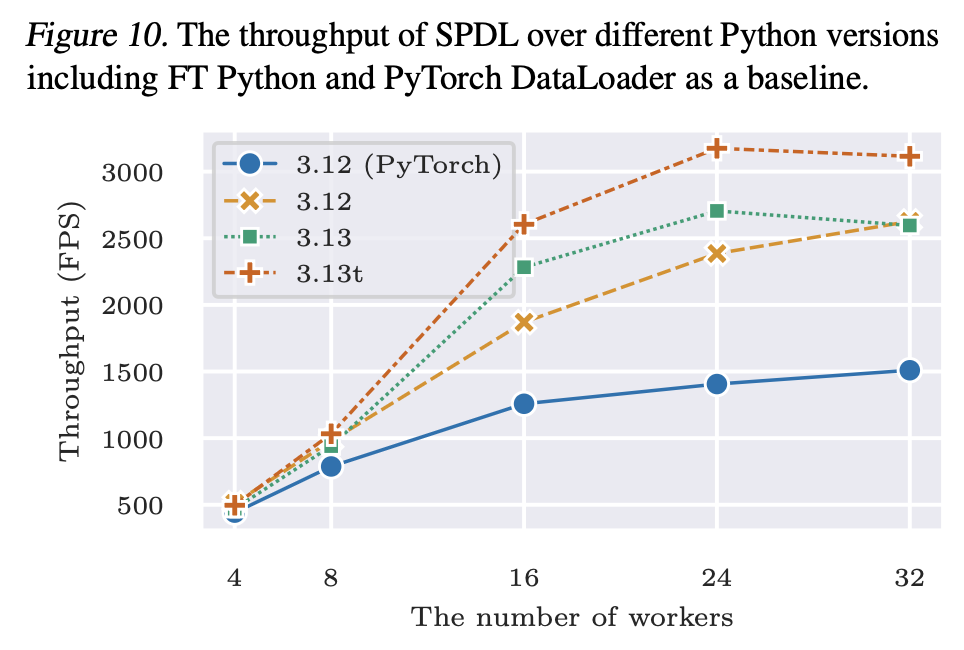 Figure 10. The throughput of SPDL over different Python versions
including FT Python and PyTorch DataLoader as a baseline.
3.12 (PyTorch)
3.12
3.13
3.13t
Throughput (FPS)
3000
2500
2000
1500
1000
500
4 8 16 24 32
The number of workers